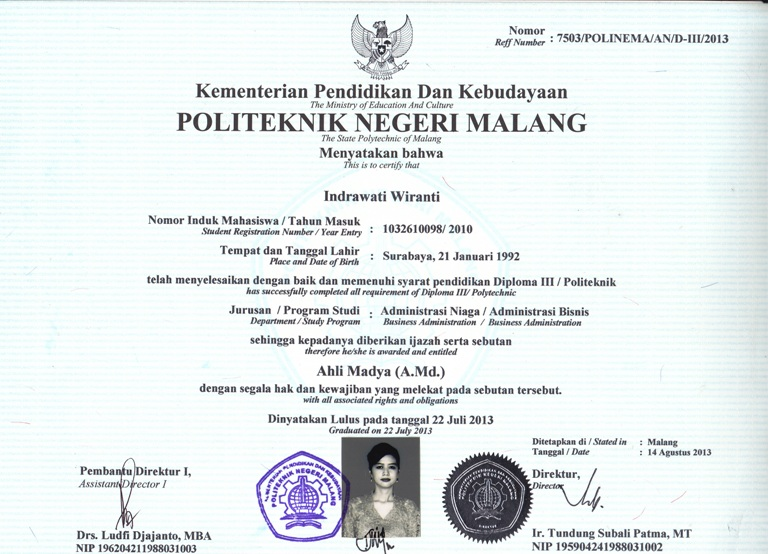 Nomor
Reff Number : 7503/POLINEMA/AN/D-III/2013
Kementerian Pendidikan Dan Kebudayaan
The Ministry of Education And Culture
POLITEKNIK NEGERI MALANG
The State Polytechnic of Malang
Menyatakan bahwa
This is to certify that
Indrawati Wiranti
Nomor Induk Mahasiswa / Tahun Masuk : 1032610098/ 2010
Student Registration Number / Year Entry
Tempat dan Tanggal Lahir : Surabaya, 21 Januari 1992
Place and Date of Birth
telah menyelesaikan dengan baik dan memenuhi syarat pendidikan Diploma III / Politeknik
has successfully completed all requirement of Diploma III/ Polytechnic
Jurusan / Program Studi : Administrasi Niaga / Administrasi Bisnis
Department / Study Program Business Administration / Business Administration
sehingga kepadanya diberikan ijazah serta sebutan
therefore he/she is awarded and entitled
Ahli Madya (A.Md.)
dengan segala hak dan kewajiban yang melekat pada sebutan tersebut.
with all associated rights and obligations
Dinyatakan Lulus pada tanggal 22 Juli 2013
Graduated on 22 July 2013
Ditetapkan di / Stated in : Malang
Tanggal / Date : 14 Agustus 2013
Pembantu Direktur I,
Assistant Director I
Direktur,
Director
POLITEKNIK NEGERI MALANG
Drs. Ludfi Djajanto, MBA
NIP 196204211988031003
Ir. Tundung Subali Patma, MT
NIP 195904241988031002